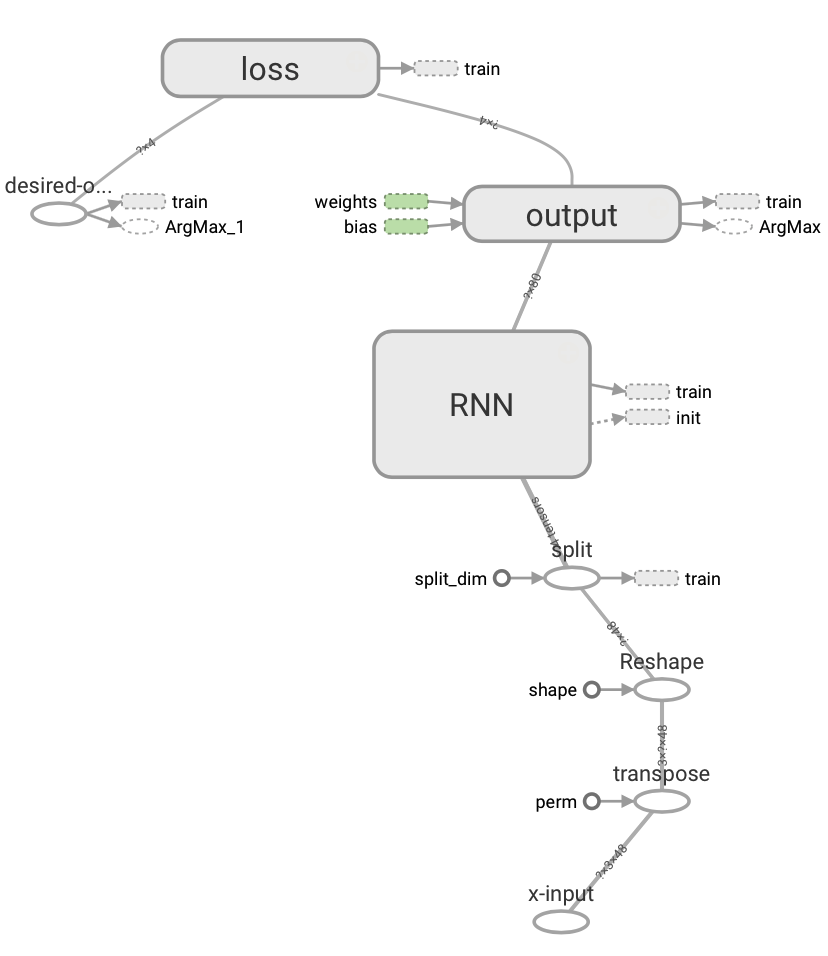 loss
train
?×4
?×4
desired-o...
train
ArgMax_1
weights
bias
output
train
ArgMax
?×80
RNN
train
init
tensors
split
split_dim
train
?×48
Reshape
shape
3×?×48
transpose
perm
?×3×48
x-input